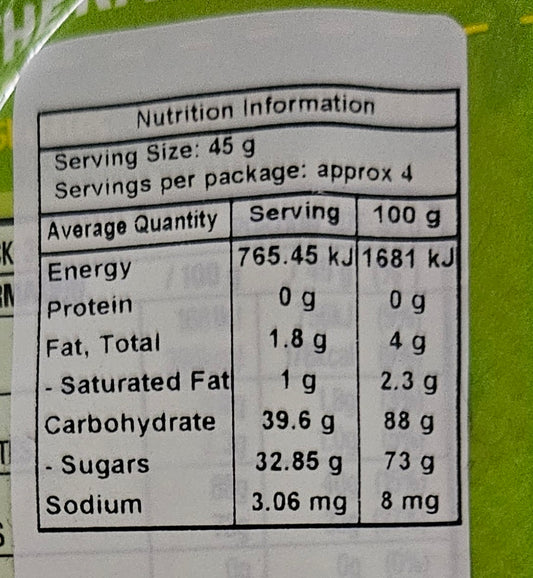 Nutrition Information
Serving Size: 45 g
Servings per package: approx 4
Average Quantity Serving 100 g
Energy 765.45 kJ 1681 kJ
Protein 0 g 0 g
Fat, Total 1.8 g 4 g
- Saturated Fat 1 g 2.3 g
Carbohydrate 39.6 g 88 g
- Sugars 32.85 g 73 g
Sodium 3.06 mg 8 mg